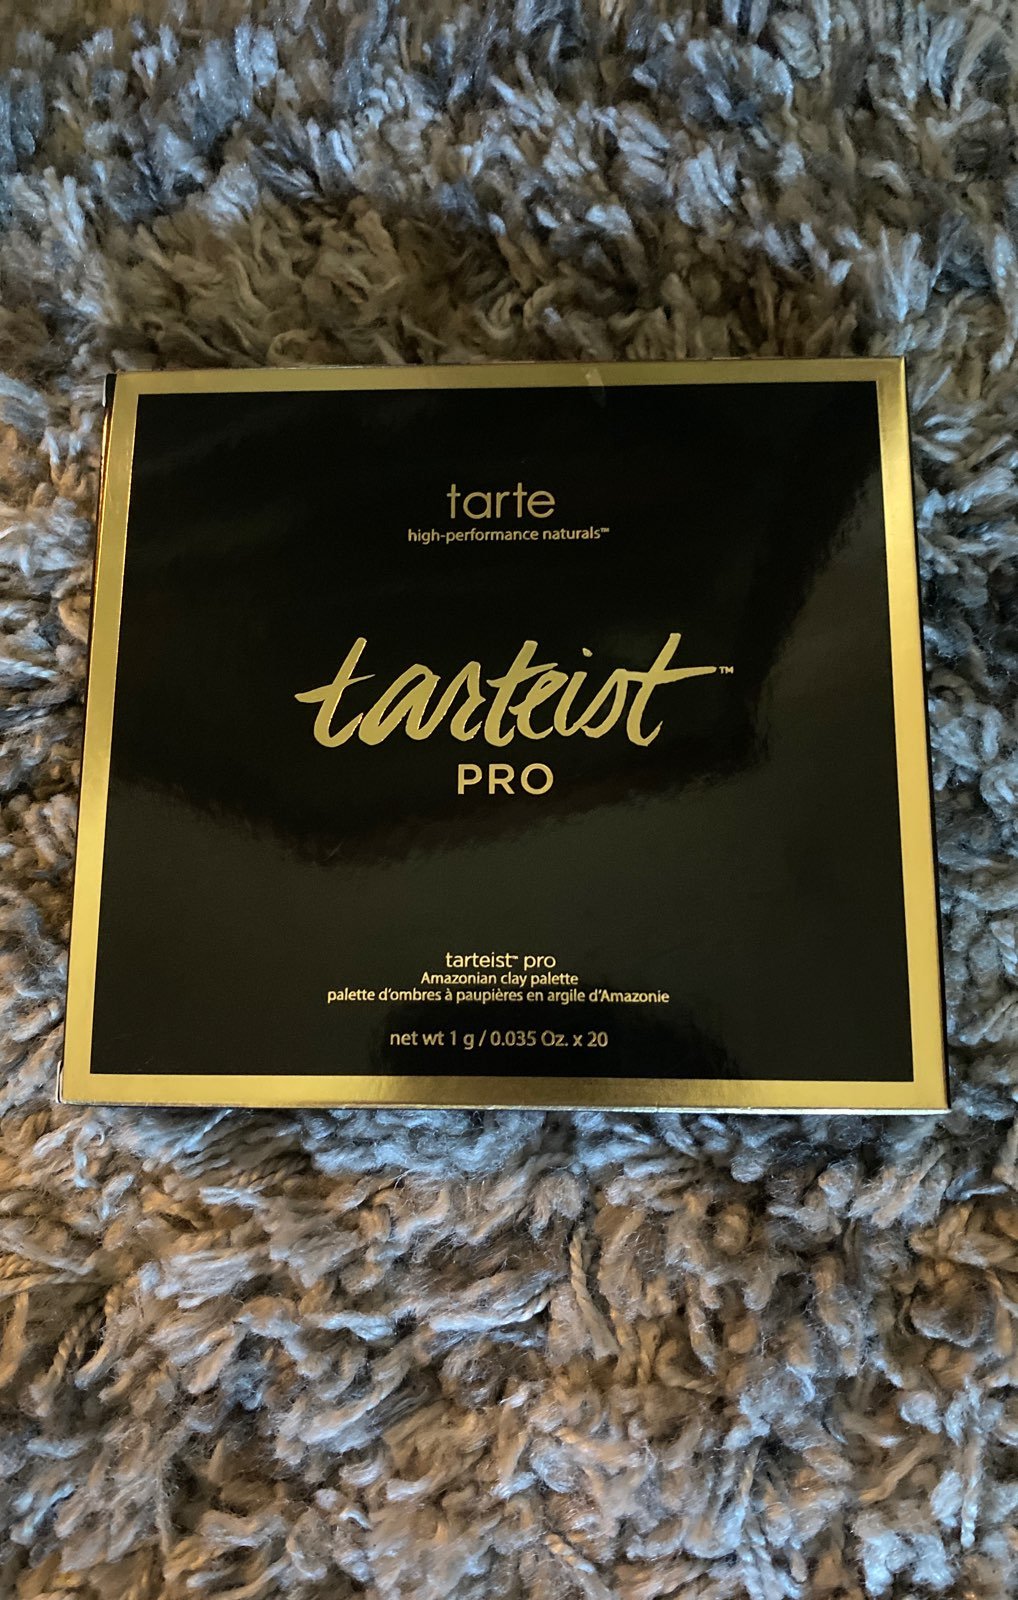 tarte
high-performance naturals™
tarteist™
PRO
tarteist™ pro
Amazonian clay palette
palette d'ombres à paupières en argile d'Amazonie
net wt 1 g / 0.035 Oz. x 20